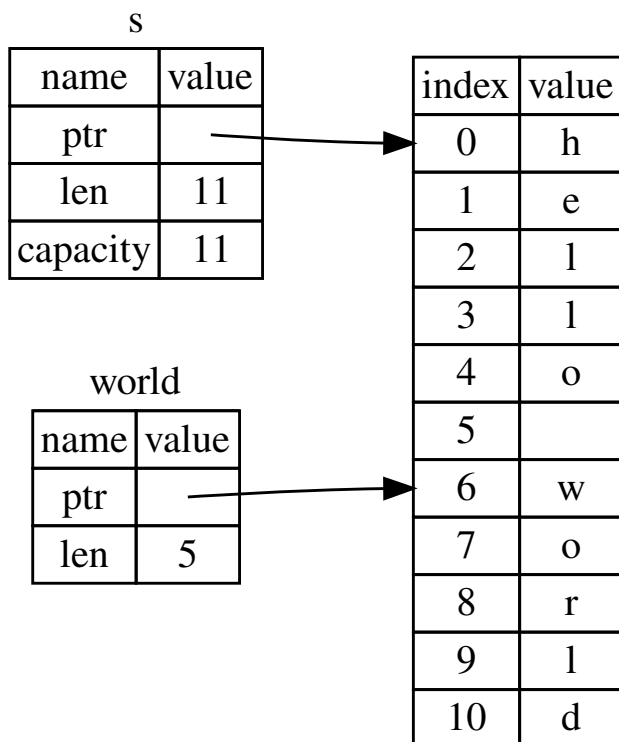 s
name value
ptr
len 11
capacity 11
world
name value
ptr
len 5
index value
0 h
1 e
2 l
3 l
4 o
5
6 w
7 o
8 r
9 l
10 d